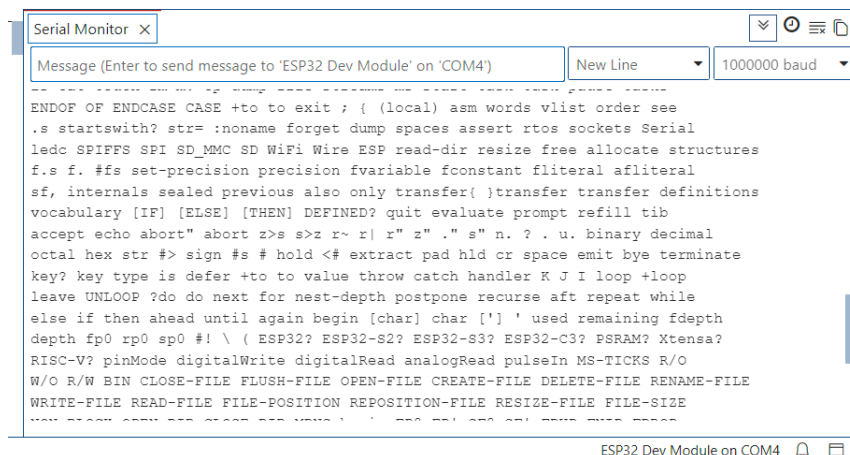 Serial Monitor ×
Message (Enter to send message to 'ESP32 Dev Module' on 'COM4')
New Line
1000000 baud
ENDOF OF ENDCASE CASE +to to exit ; { (local) asm words vlist order see
.s startswith? str= :noname forget dump spaces assert rtos sockets Serial
ledc SPIFFS SPI SD_MMC SD WiFi Wire ESP read-dir resize free allocate structures
f.s f. #fs set-precision precision fvariable fconstant fliteral afliteral
sf, internals sealed previous also only transfer{ }transfer transfer definitions
vocabulary [IF] [ELSE] [THEN] DEFINED? quit evaluate prompt refill tib
accept echo abort" abort z>s s>z r~ r| r" z" ." s" n. ? . u. binary decimal
octal hex str #> sign #s # hold <# extract pad hld cr space emit bye terminate
key? key type is defer +to to value throw catch handler K J I loop +loop
leave UNLOOP ?do do next for nest-depth postpone recurse aft repeat while
else if then ahead until again begin [char] char ['] ' used remaining fdepth
depth fp0 rp0 sp0 #! \ ( ESP32? ESP32-S2? ESP32-S3? ESP32-C3? PSRAM? Xtensa?
RISC-V? pinMode digitalWrite digitalRead analogRead pulseIn MS-TICKS R/O
W/O R/W BIN CLOSE-FILE FLUSH-FILE OPEN-FILE CREATE-FILE DELETE-FILE RENAME-FILE
WRITE-FILE READ-FILE FILE-POSITION REPOSITION-FILE RESIZE-FILE FILE-SIZE
ESP32 Dev Module on COM4